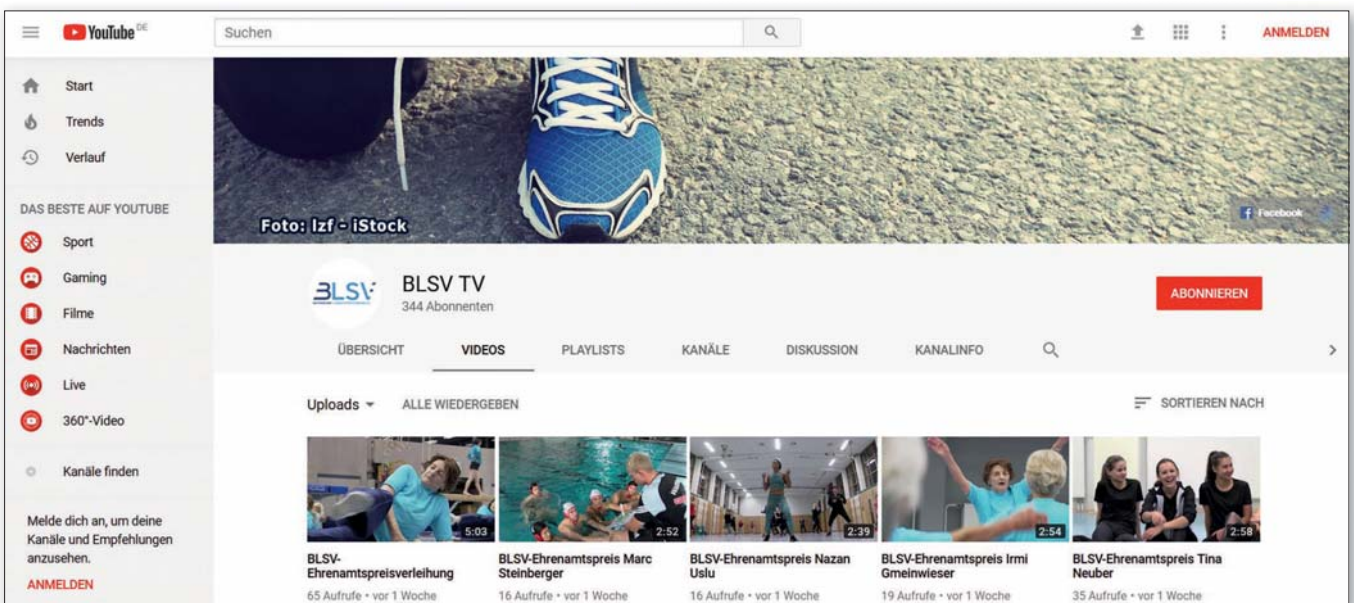 YouTube DE
Suchen
ANMELDEN
Start
Trends
Verlauf
DAS BESTE AUF YOUTUBE
Sport
Gaming
Filme
Nachrichten
Live
360°-Video
Kanäle finden
Melde dich an, um deine
Kanäle und Empfehlungen
anzusehen.
ANMELDEN
Foto: lzf - iStock
Facebook
BLSV
BLSV TV
344 Abonnenten
ABONNIEREN
ÜBERSICHT VIDEOS PLAYLISTS KANÄLE DISKUSSION KANALINFO
Uploads ALLE WIEDERGEBEN SORTIEREN NACH
5:03 2:52 2:39 2:54 2:58
BLSV-
Ehrenamtspreisverleihung
65 Aufrufe • vor 1 Woche
BLSV-Ehrenamtspreis Marc
Steinberger
16 Aufrufe • vor 1 Woche
BLSV-Ehrenamtspreis Nazan
Uslu
16 Aufrufe • vor 1 Woche
BLSV-Ehrenamtspreis Irmi
Gmeinwieser
19 Aufrufe • vor 1 Woche
BLSV-Ehrenamtspreis Tina
Neuber
35 Aufrufe • vor 1 Woche